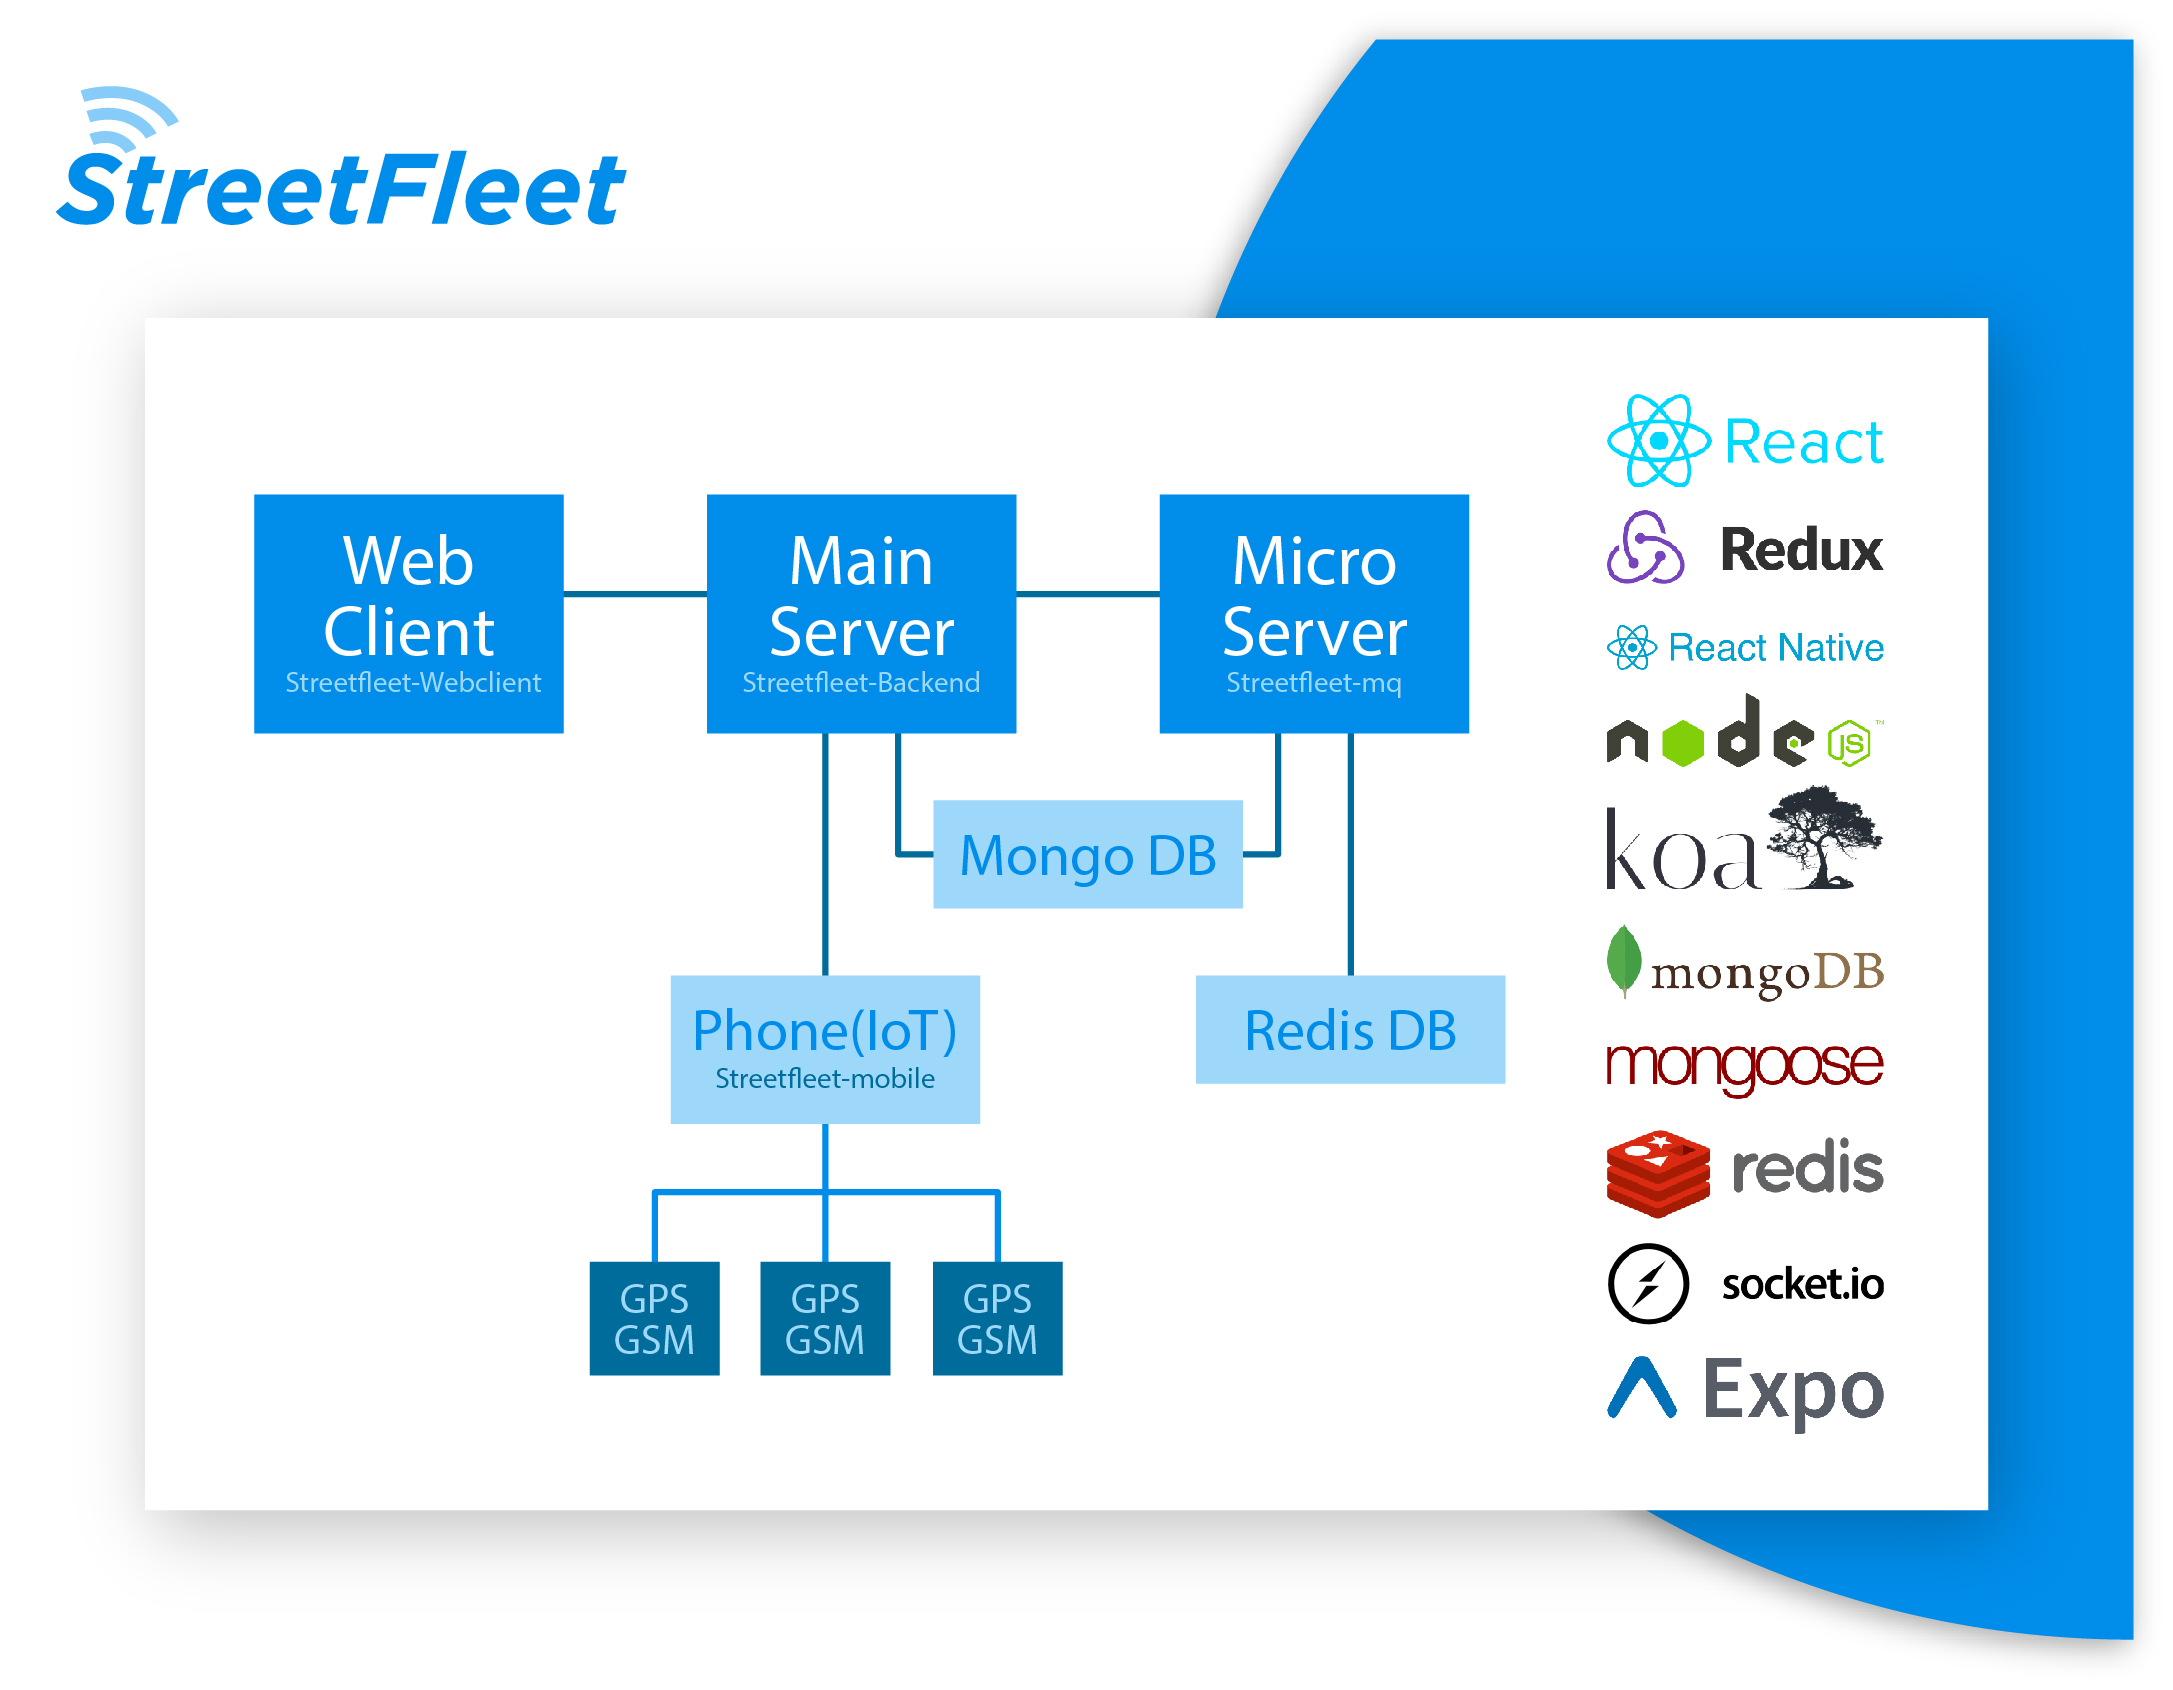 StreetFleet
Web
Client
Streetfleet-Webclient
Main
Server
Streetfleet-Backend
Micro
Server
Streetfleet-mq
Mongo DB
Phone(IoT)
Streetfleet-mobile
Redis DB
GPS
GSM
GPS
GSM
GPS
GSM
React
Redux
React Native
node JS™
koa
mongoDB
mongoose
redis
socket.io
Expo